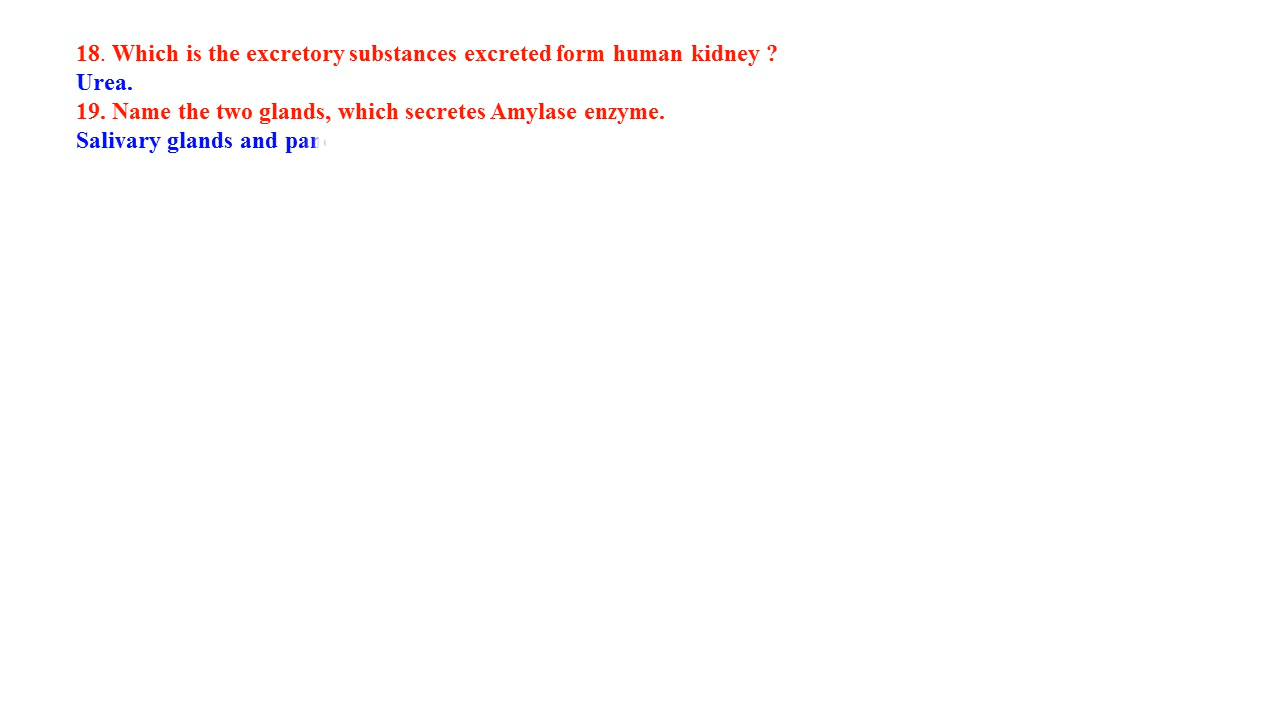 18. Which is the excretory substances excreted form human kidney ?
Urea.
19. Name the two glands, which secretes Amylase enzyme.
Salivary glands and